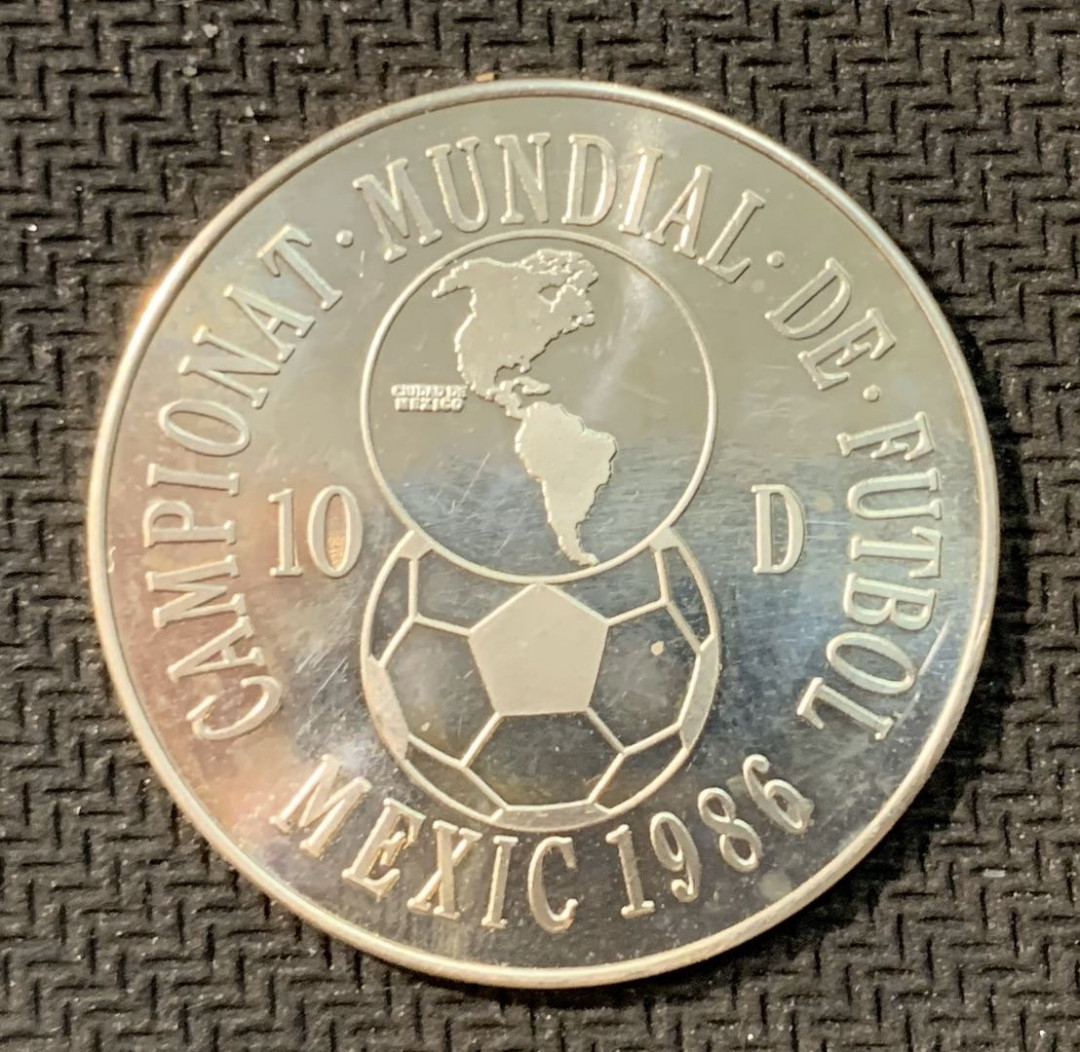 CAMPIONAT · MUNDIAL · DE · FUTBOL
CIUDAD DE
MEXICO
10 D
MEXIC 1986